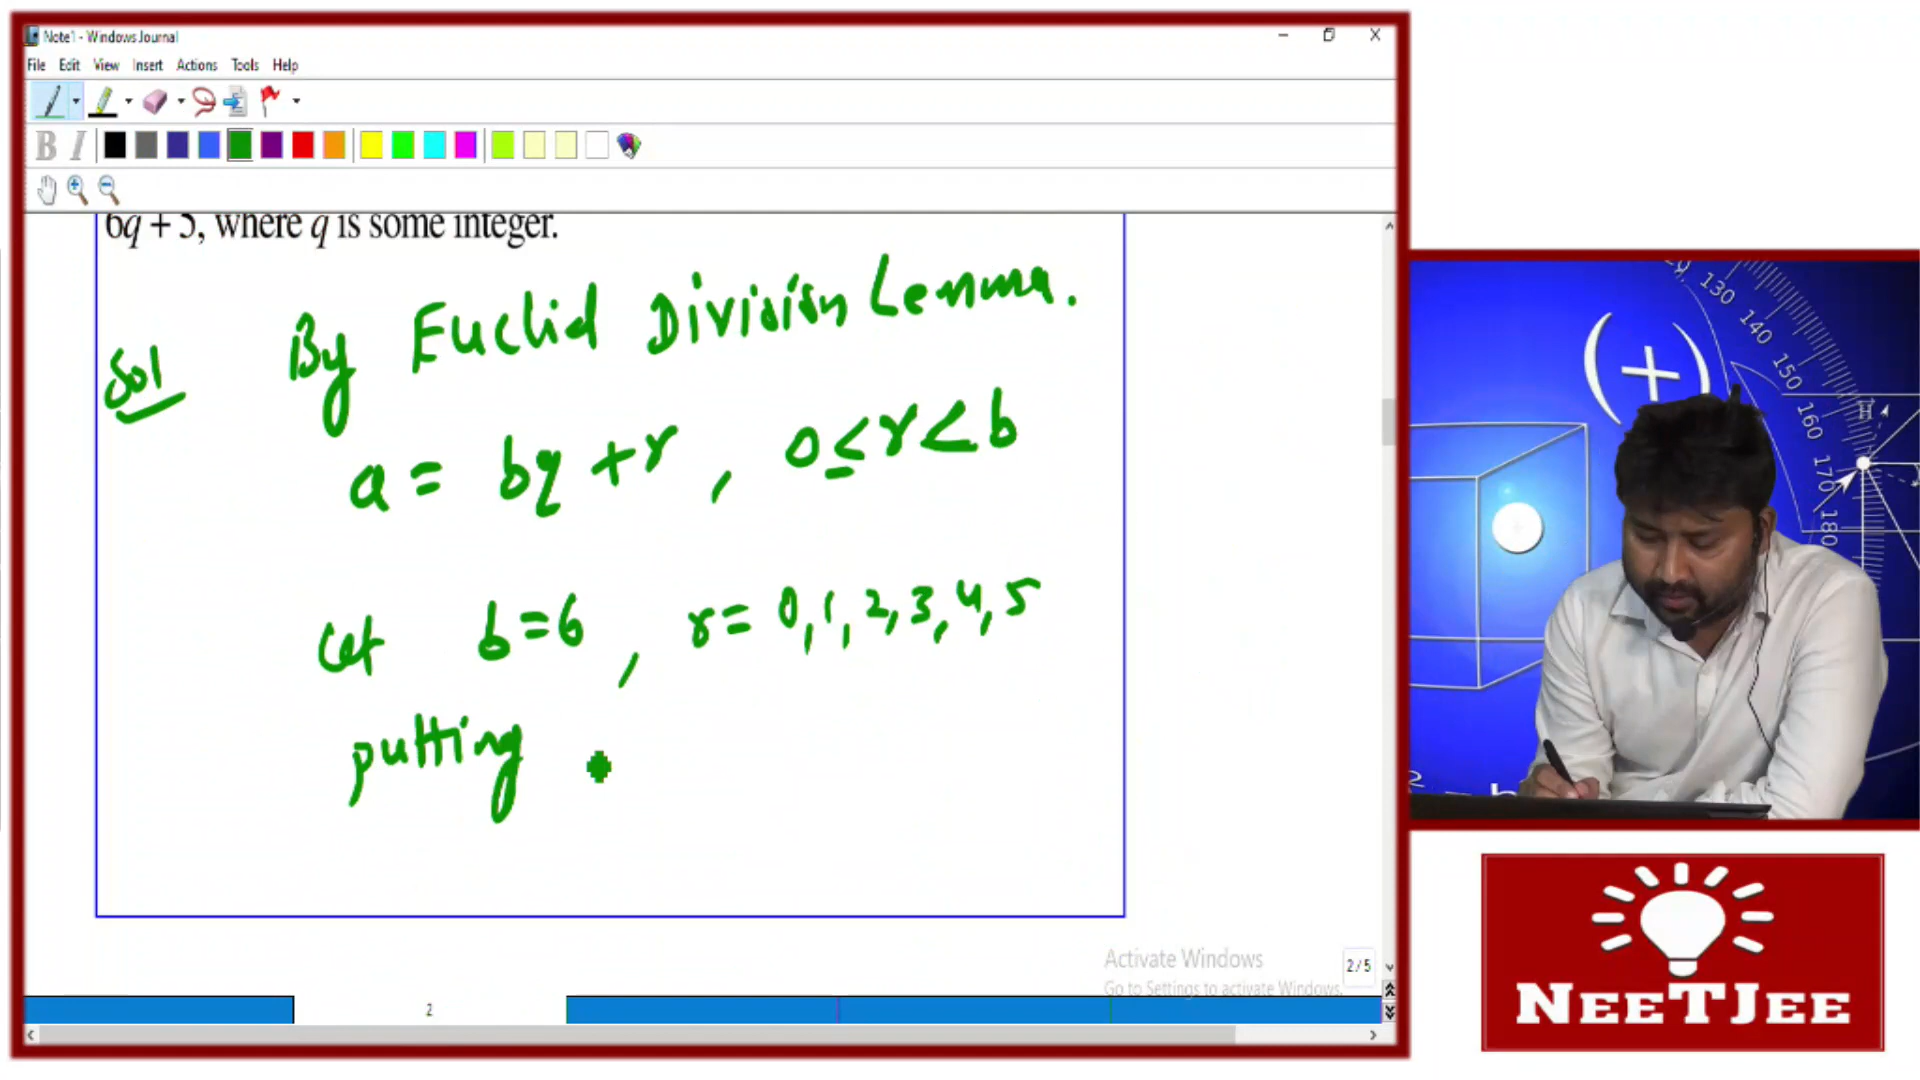 Note1 - Windows Journal
File Edit View Insert Actions Tools Help
B I
6q + 5, where q is some integer.
Sol By Euclid Division Lemma.
a = bq + r , 0 ≤ r < b
Let b = 6 , r = 0, 1, 2, 3, 4, 5
putting
Activate Windows
Go to Settings to activate Windows.
2 / 5
2
(+)
130
140
150
160
170
180
NEETJEE